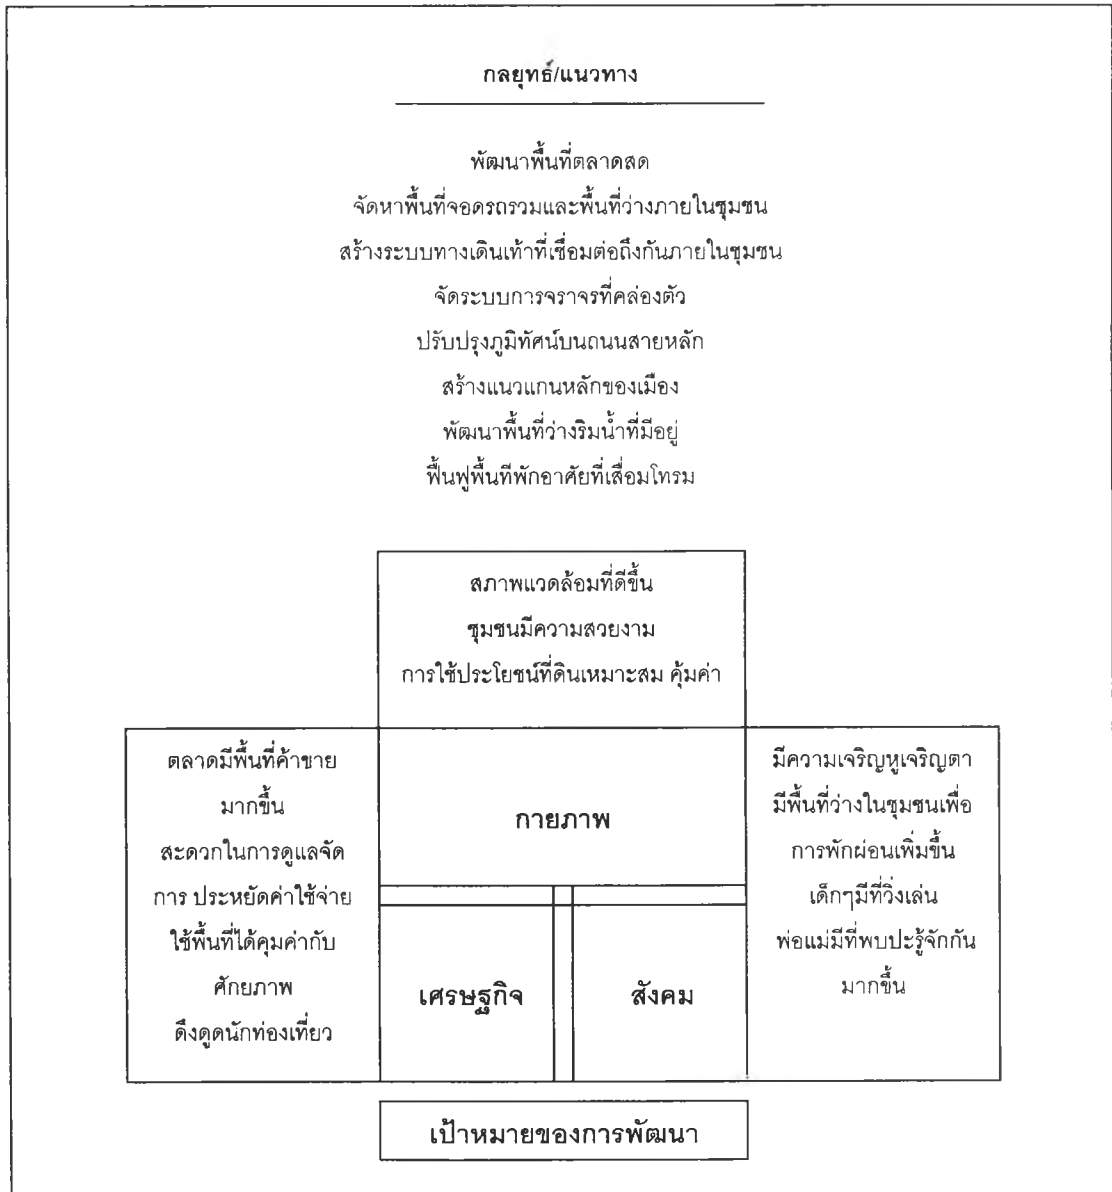 กลยุทธ์/แนวทาง
พัฒนาพื้นที่ตลาดสด
จัดหาพื้นที่จอดรถรวมและพื้นที่ว่างภายในชุมชน
สร้างระบบทางเดินเท้าที่เชื่อมต่อถึงกันภายในชุมชน
จัดระบบการจราจรที่คล่องตัว
ปรับปรุงภูมิทัศน์บนถนนสายหลัก
สร้างแนวแกนหลักของเมือง
พัฒนาพื้นที่ว่างริมน้ำที่มีอยู่
ฟื้นฟูพื้นทีพักอาศัยที่เสื่อมโทรม
สภาพแวดล้อมที่ดีขึ้น
ชุมชนมีความสวยงาม
การใช้ประโยชน์ที่ดินเหมาะสม คุ้มค่า
ตลาดมีพื้นที่ค้าขาย
มากขึ้น
สะดวกในการดูแลจัด
การ ประหยัดค่าใช้จ่าย
ใช้พื้นที่ได้คุมค่ากับ
ศักยภาพ
ดึงดูดนักท่องเที่ยว
กายภาพ
เศรษฐกิจ
สังคม
มีความเจริญหูเจริญตา
มีพื้นที่ว่างในชุมชนเพื่อ
การพักผ่อนเพิ่มขึ้น
เด็กๆมีที่วิ่งเล่น
พ่อแม่มีที่พบปะรู้จักกัน
มากขึ้น
เป้าหมายของการพัฒนา